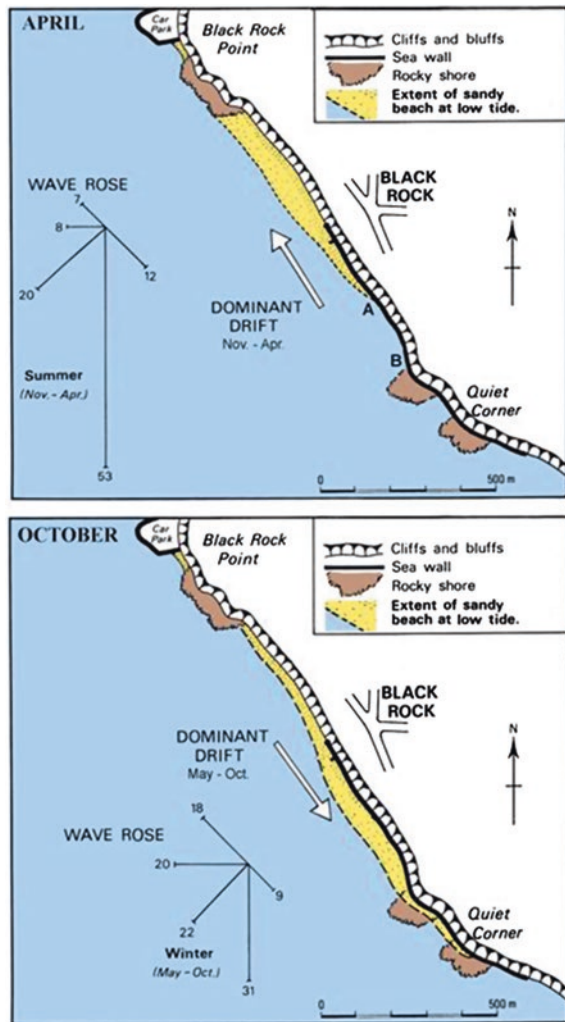 APRIL
Car
Park
Black Rock
Point
Cliffs and bluffs
Sea wall
Rocky shore
Extent of sandy
beach at low tide.
WAVE ROSE
7
8
20
12
53
Summer
(Nov.- Apr.)
BLACK
ROCK
N
DOMINANT
DRIFT
Nov. - Apr.
A
B
Quiet
Corner
0
500 m
OCTOBER
Car
Park
Black Rock
Point
Cliffs and bluffs
Sea wall
Rocky shore
Extent of sandy
beach at low tide.
BLACK
ROCK
N
DOMINANT
DRIFT
May - Oct.
WAVE ROSE
18
20
22
9
31
Winter
(May - Oct.)
Quiet
Corner
0
500 m